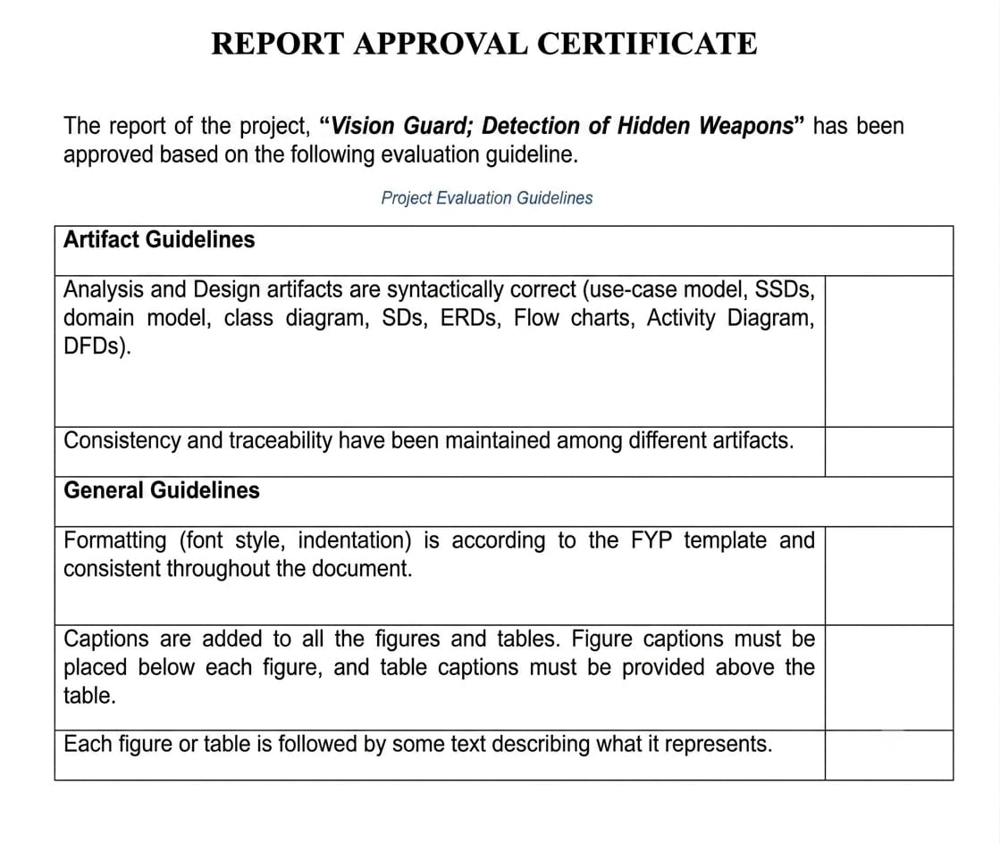 REPORT APPROVAL CERTIFICATE
The report of the project, “Vision Guard; Detection of Hidden Weapons” has been
approved based on the following evaluation guideline.
Project Evaluation Guidelines
Artifact Guidelines
Analysis and Design artifacts are syntactically correct (use-case model, SSDs,
domain model, class diagram, SDs, ERDs, Flow charts, Activity Diagram,
DFDs).
Consistency and traceability have been maintained among different artifacts.
General Guidelines
Formatting (font style, indentation) is according to the FYP template and
consistent throughout the document.
Captions are added to all the figures and tables. Figure captions must be
placed below each figure, and table captions must be provided above the
table.
Each figure or table is followed by some text describing what it represents.